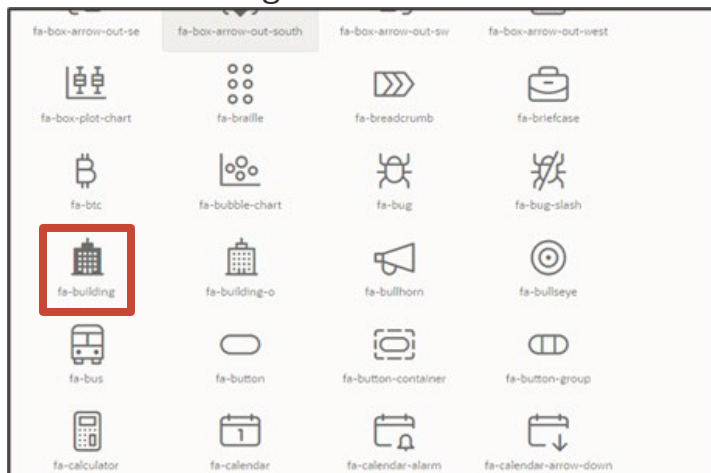 fa-box-arrow-out-se fa-box-arrow-out-south fa-box-arrow-out-sw fa-box-arrow-out-west
fa-box-plot-chart fa-braille fa-breadcrumb fa-briefcase
fa-btc fa-bubble-chart fa-bug fa-bug-slash
fa-building fa-building-o fa-bullhorn fa-bullseye
fa-bus fa-button fa-button-container fa-button-group
1
fa-calculator fa-calendar fa-calendar-alarm fa-calendar-arrow-down